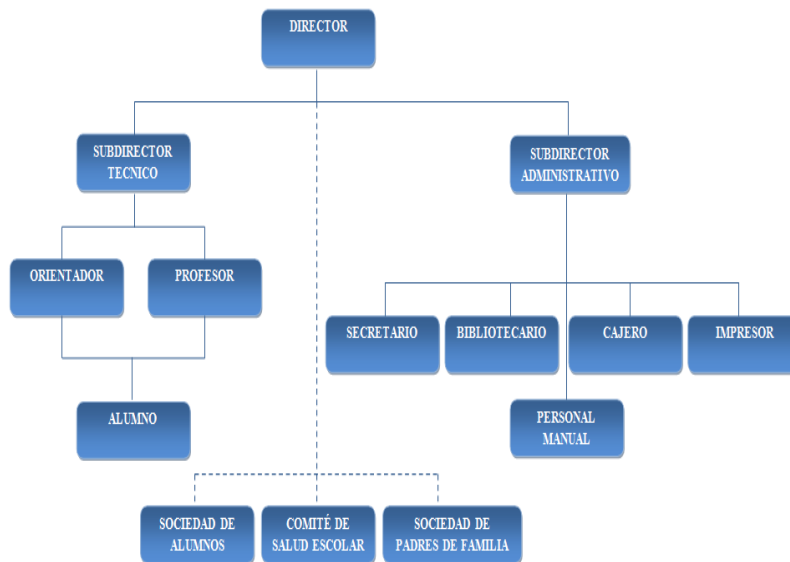 DIRECTOR
SUBDIRECTOR
TECNICO
SUBDIRECTOR
ADMINISTRATIVO
ORIENTADOR
PROFESOR
SECRETARIO
BIBLIOTECARIO
CAJERO
IMPRESOR
ALUMNO
PERSONAL
MANUAL
SOCIEDAD DE
ALUMNOS
COMITÉ DE
SALUD ESCOLAR
SOCIEDAD DE
PADRES DE FAMILIA